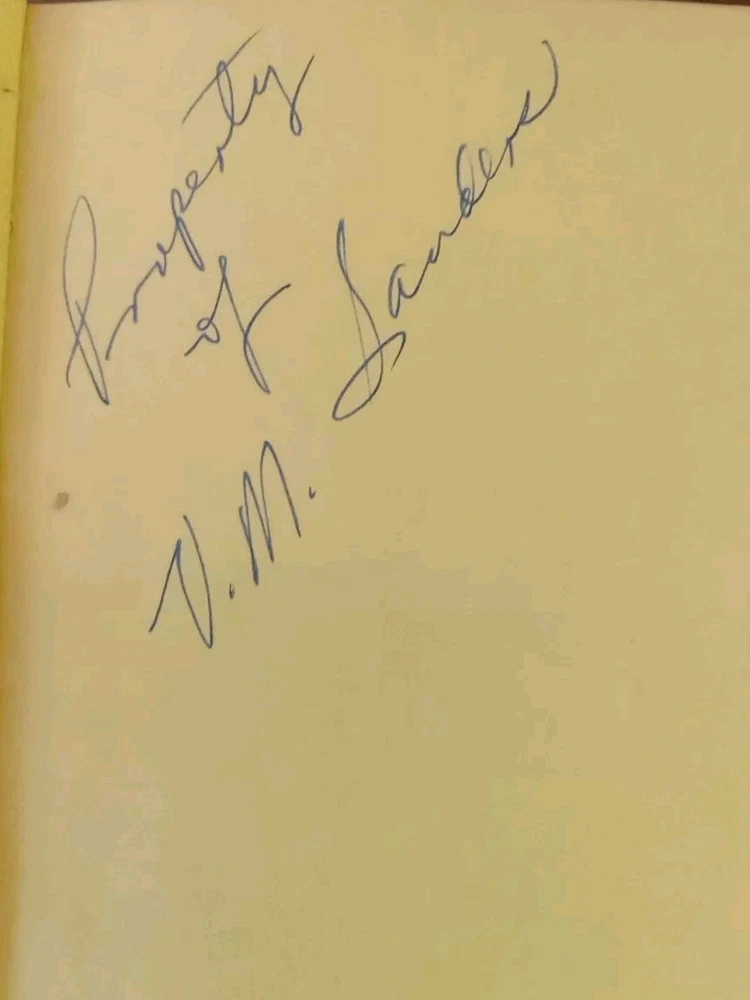 Property
of
V. M. Sanders